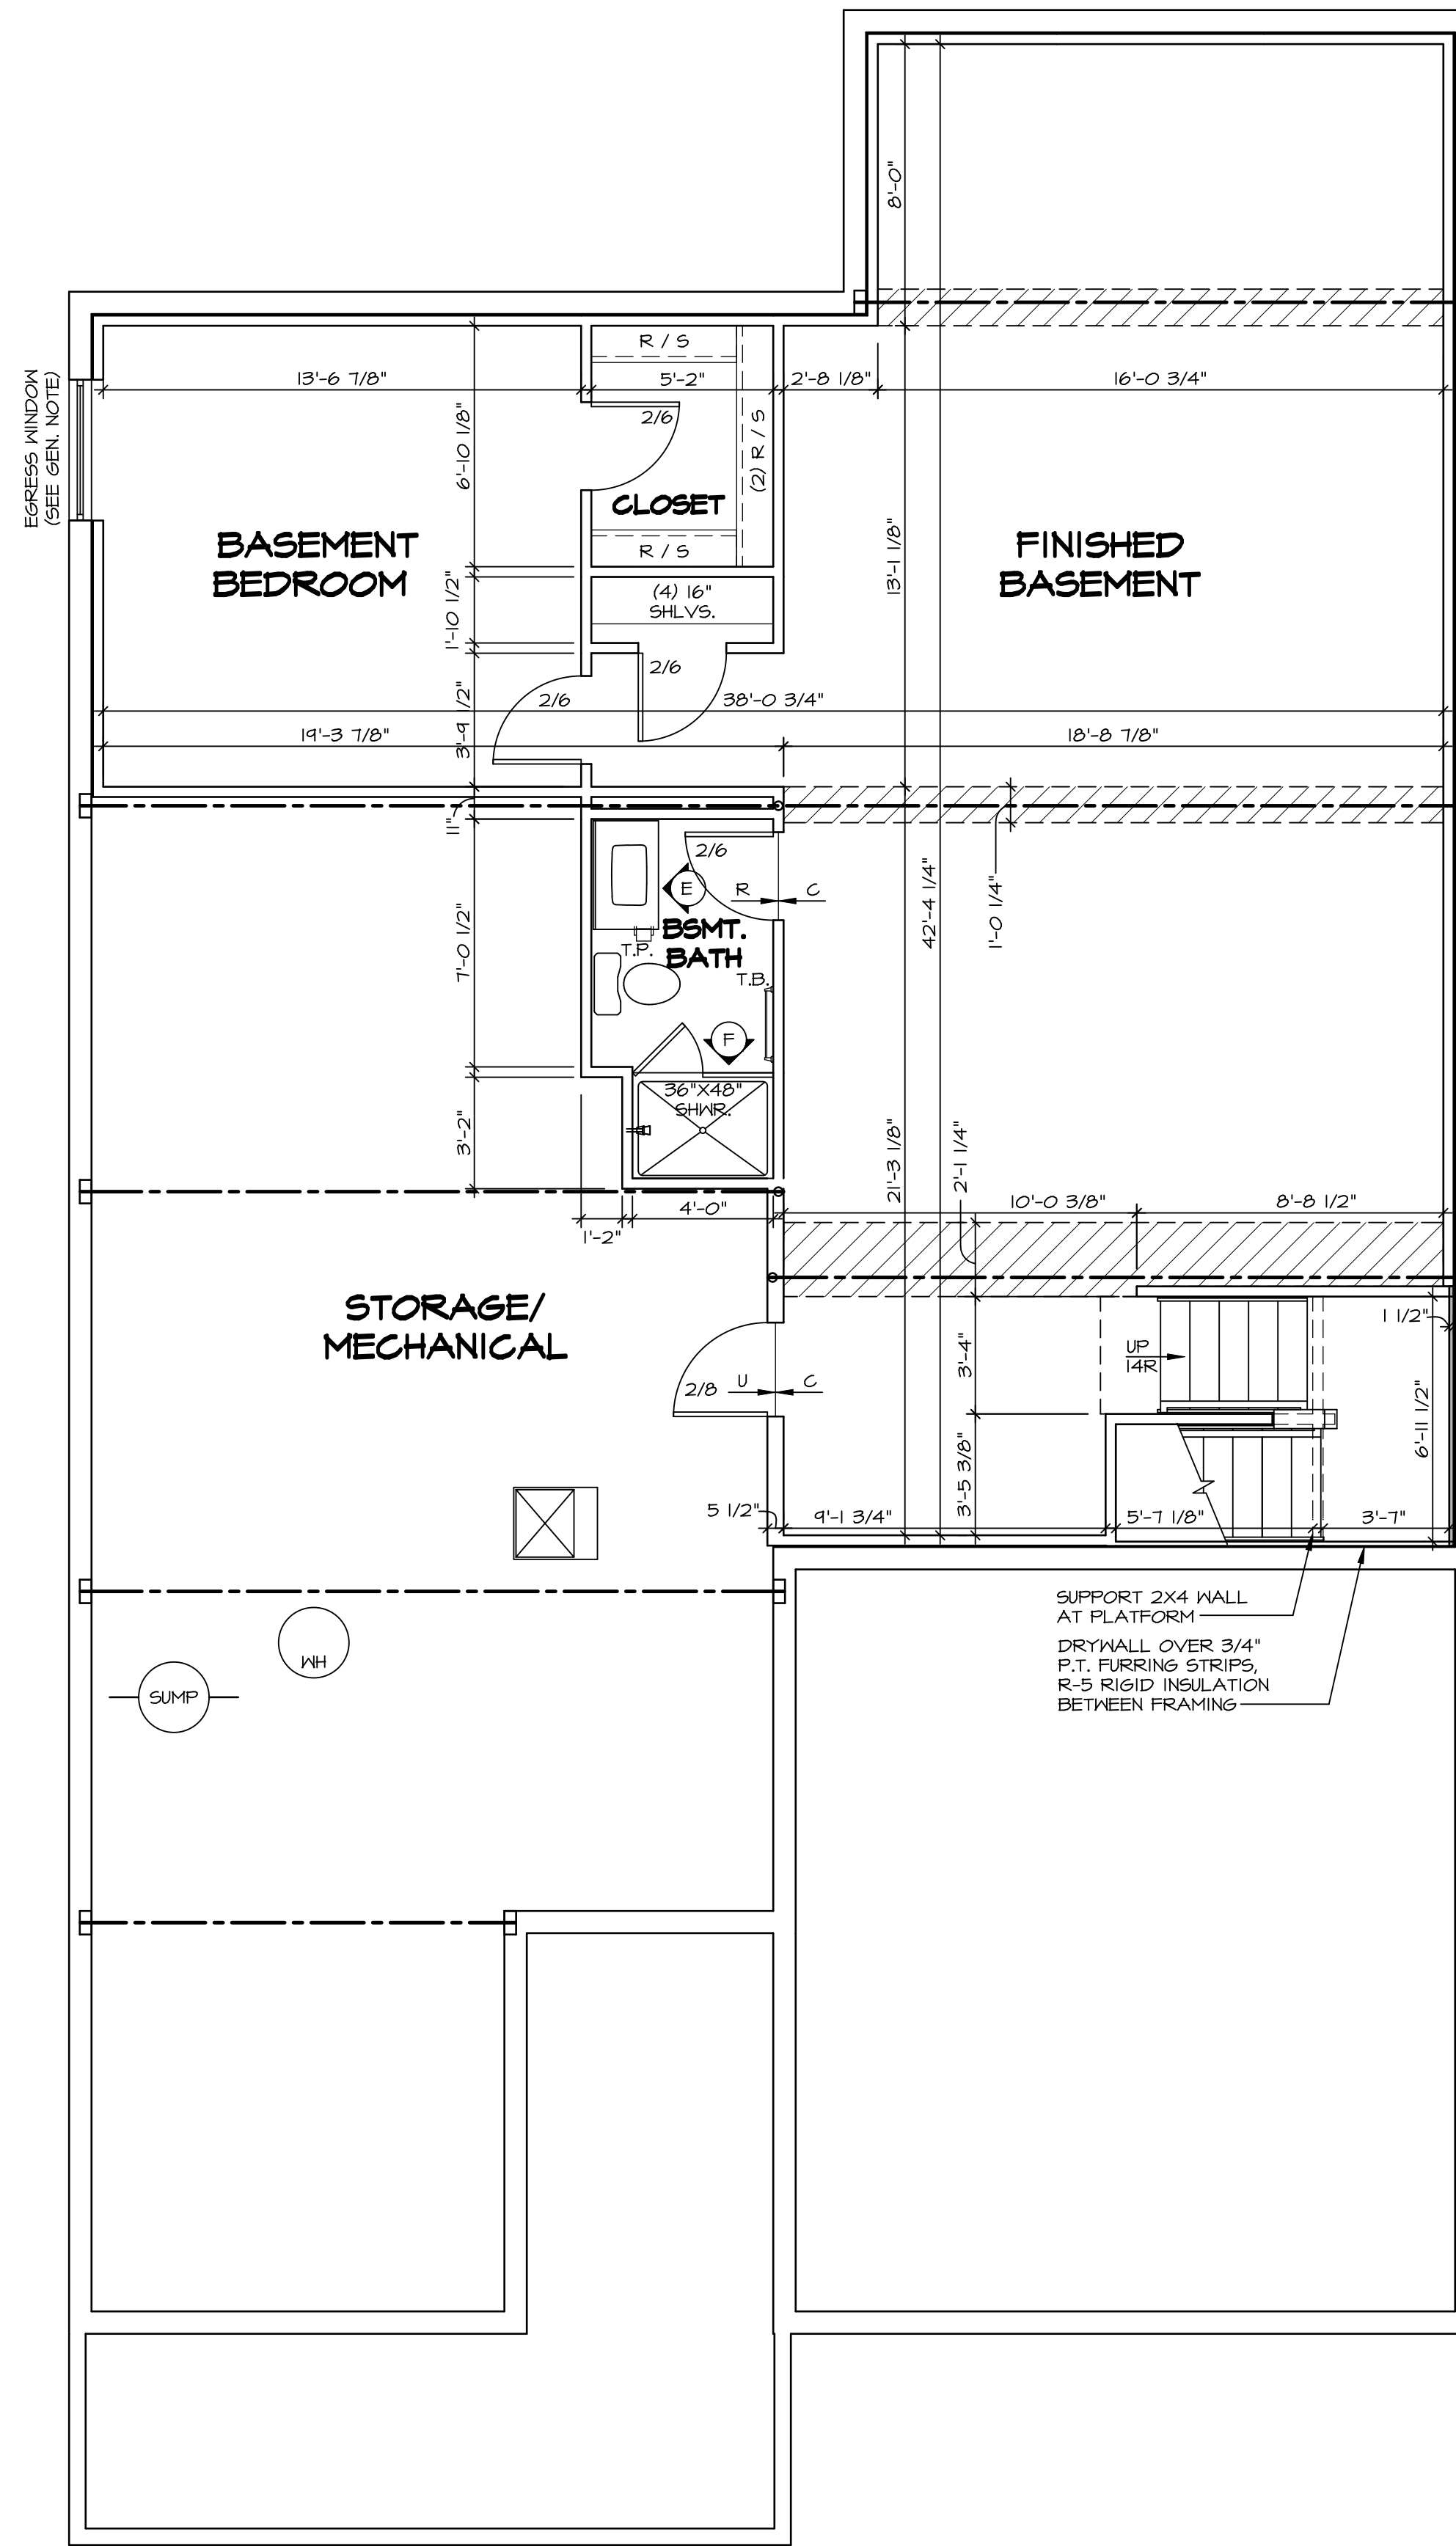 8'-0"
EGRESS WINDOW
(SEE GEN. NOTE)
13'-6 7/8"
R / S
5'-2"
2'-8 1/8"
16'-0 3/4"
6'-10 1/8"
2/6
(2) R / S
CLOSET
BASEMENT
BEDROOM
R / S
13'-1 1/8"
FINISHED
BASEMENT
1'-10 1/2"
(4) 16"
SHLVS.
2/6
2/6
38'-0 3/4"
3'-9 1/2"
19'-3 7/8"
18'-8 7/8"
11"
2/6
E
R
C
42'-4 1/4"
1'-0 1/4"
7'-0 1/2"
BSMT.
BATH
T.P.
T.B.
F
36"X48"
SHWR.
3'-2"
21'-3 1/8"
2'-1 1/4"
4'-0"
1'-2"
10'-0 3/8"
8'-8 1/2"
STORAGE/
MECHANICAL
1 1/2"
3'-4"
UP
14R
2/8
U
C
6'-11 1/2"
3'-5 3/8"
5 1/2"
9'-1 3/4"
5'-7 1/8"
3'-7"
SUPPORT 2X4 WALL
AT PLATFORM
DRYWALL OVER 3/4"
P.T. FURRING STRIPS,
R-5 RIGID INSULATION
BETWEEN FRAMING
WH
SUMP